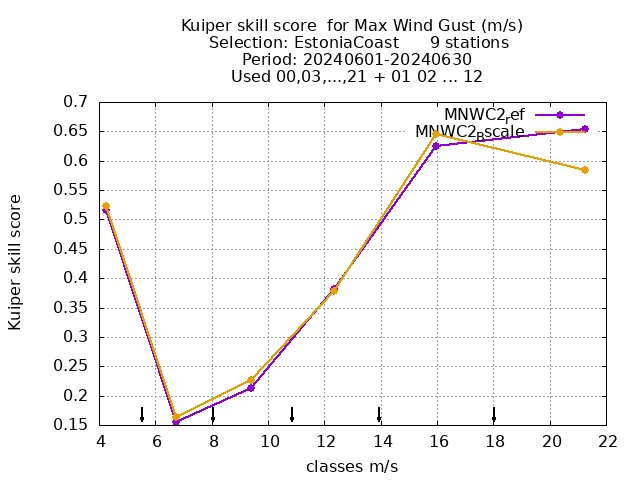 Kuiper skill score  for Max Wind Gust (m/s)
Selection: EstoniaCoast      9 stations
Period: 20240601-20240630
Used 00,03,...,21 + 01 02 ... 12
0.7
0.65
0.6
0.55
0.5
0.45
0.4
0.35
0.3
0.25
0.2
0.15
Kuiper skill score
MNWC2ref
MNWC2Bscale
4 6 8 10 12 14 16 18 20 22
classes m/s